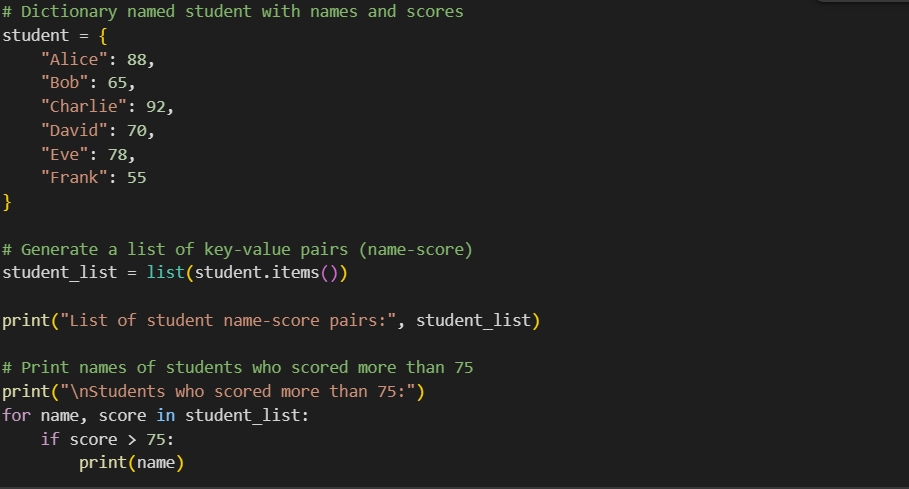 # Dictionary named student with names and scores
student = {
    "Alice": 88,
    "Bob": 65,
    "Charlie": 92,
    "David": 70,
    "Eve": 78,
    "Frank": 55
}

# Generate a list of key-value pairs (name-score)
student_list = list(student.items())

print("List of student name-score pairs:", student_list)

# Print names of students who scored more than 75
print("\nStudents who scored more than 75:")
for name, score in student_list:
    if score > 75:
        print(name)